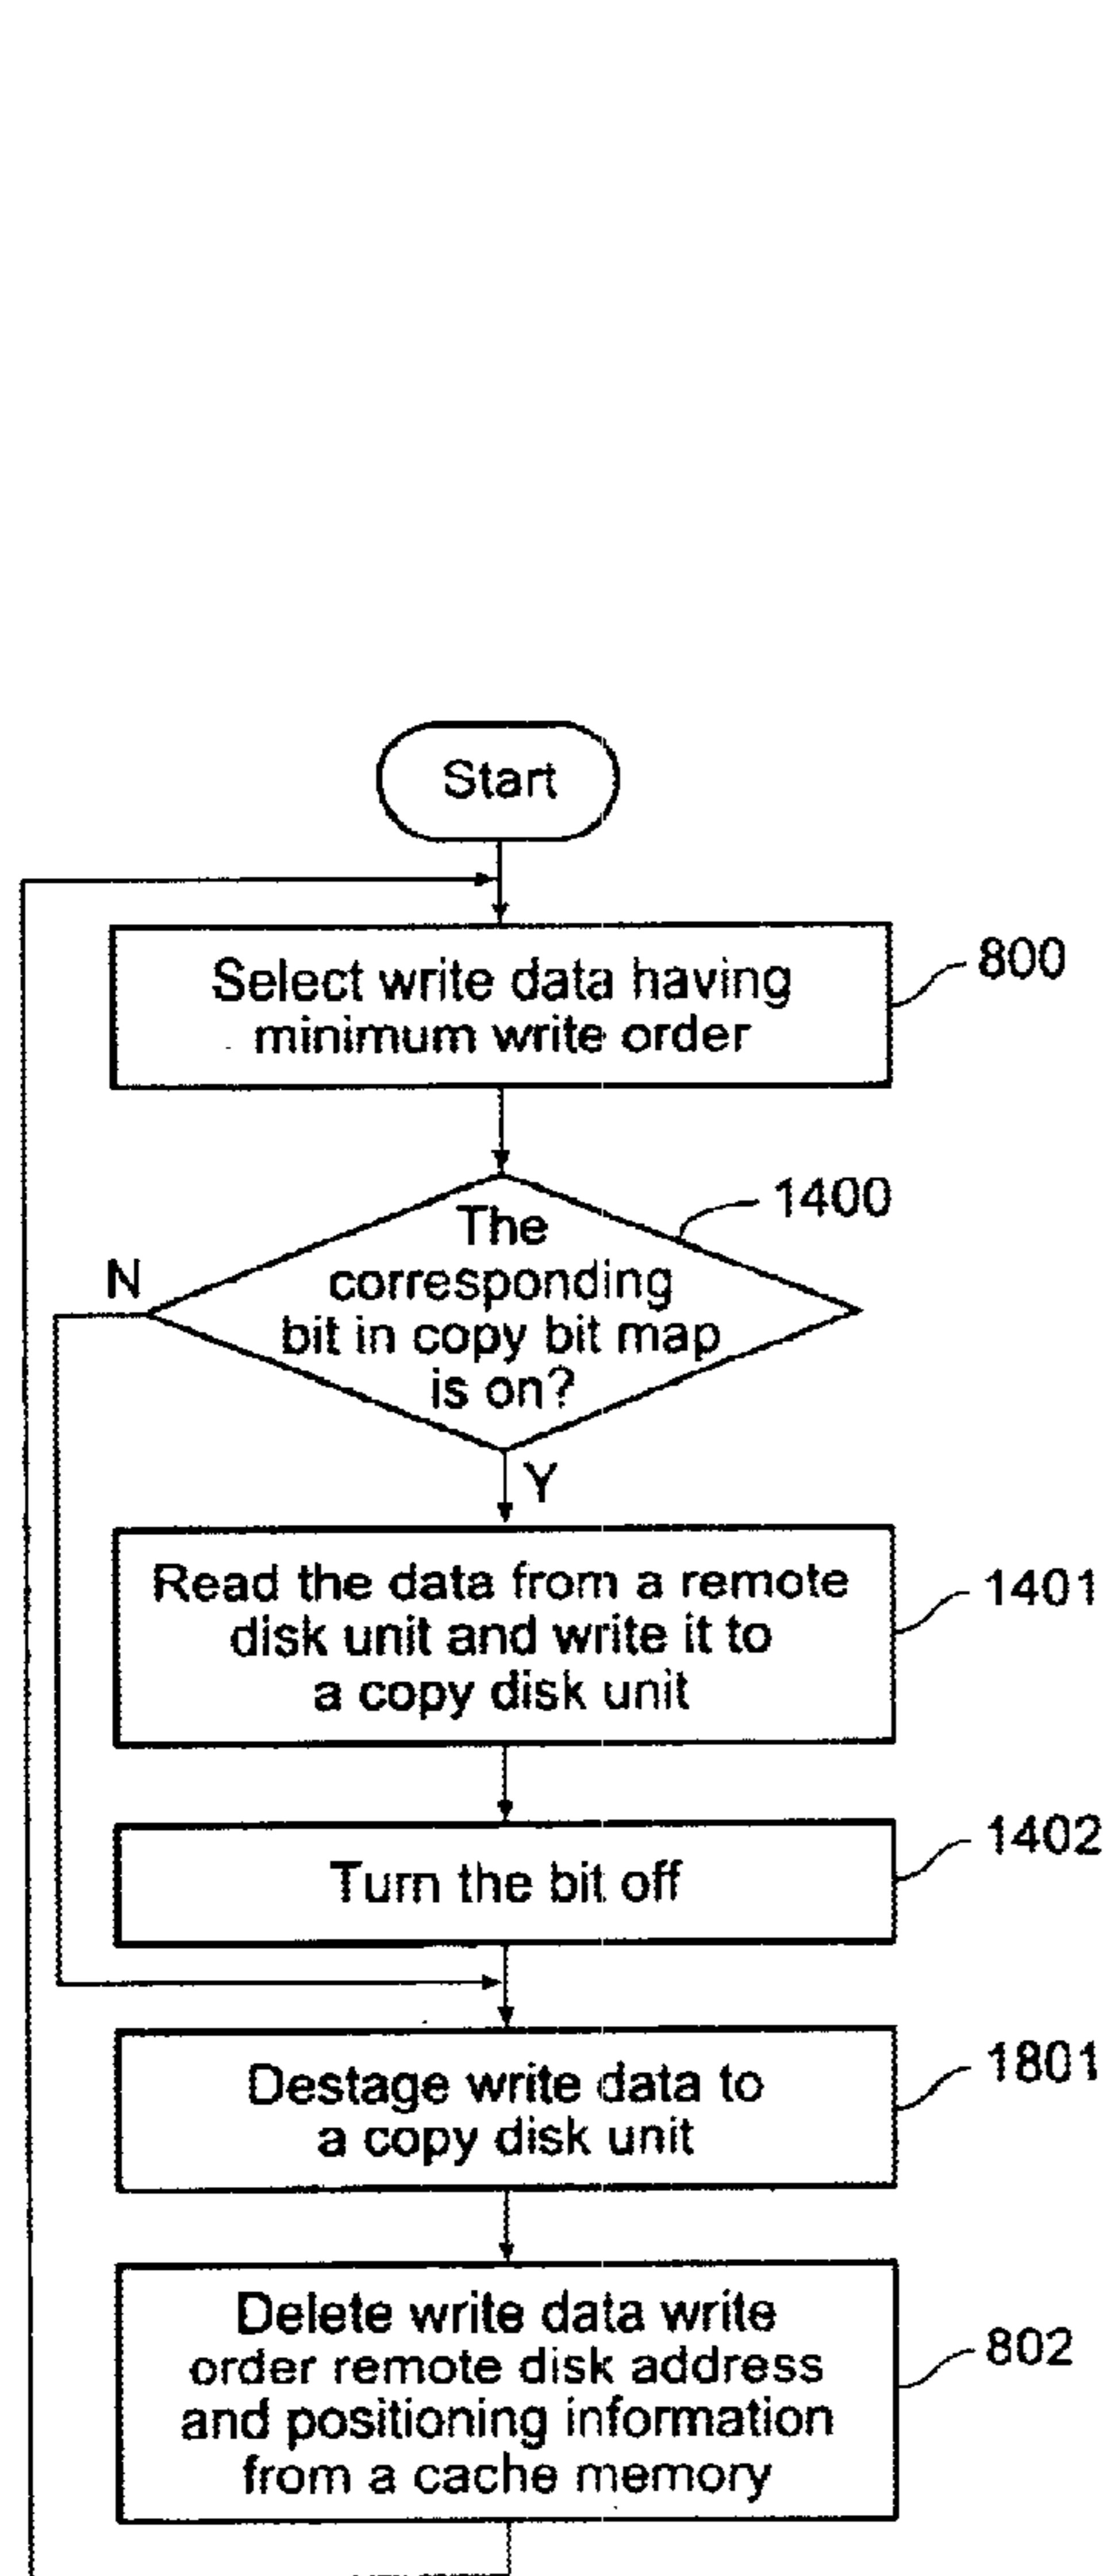 Start
Select write data having
minimum write order
800
The
corresponding
bit in copy bit map
is on?
1400
N
Y
Read the data from a remote
disk unit and write it to
a copy disk unit
1401
Turn the bit off
1402
Destage write data to
a copy disk unit
1801
Delete write data write
order remote disk address
and positioning information
from a cache memory
802